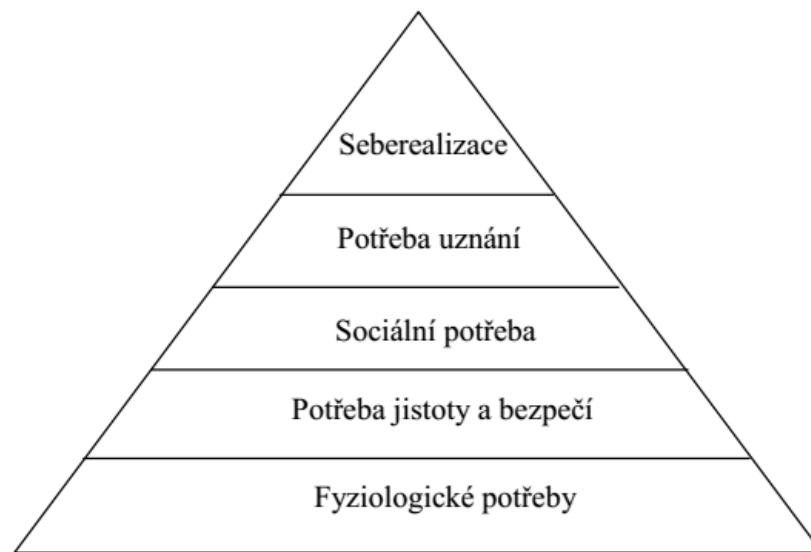 Seberealizace
Potřeba uznání
Sociální potřeba
Potřeba jistoty a bezpečí
Fyziologické potřeby